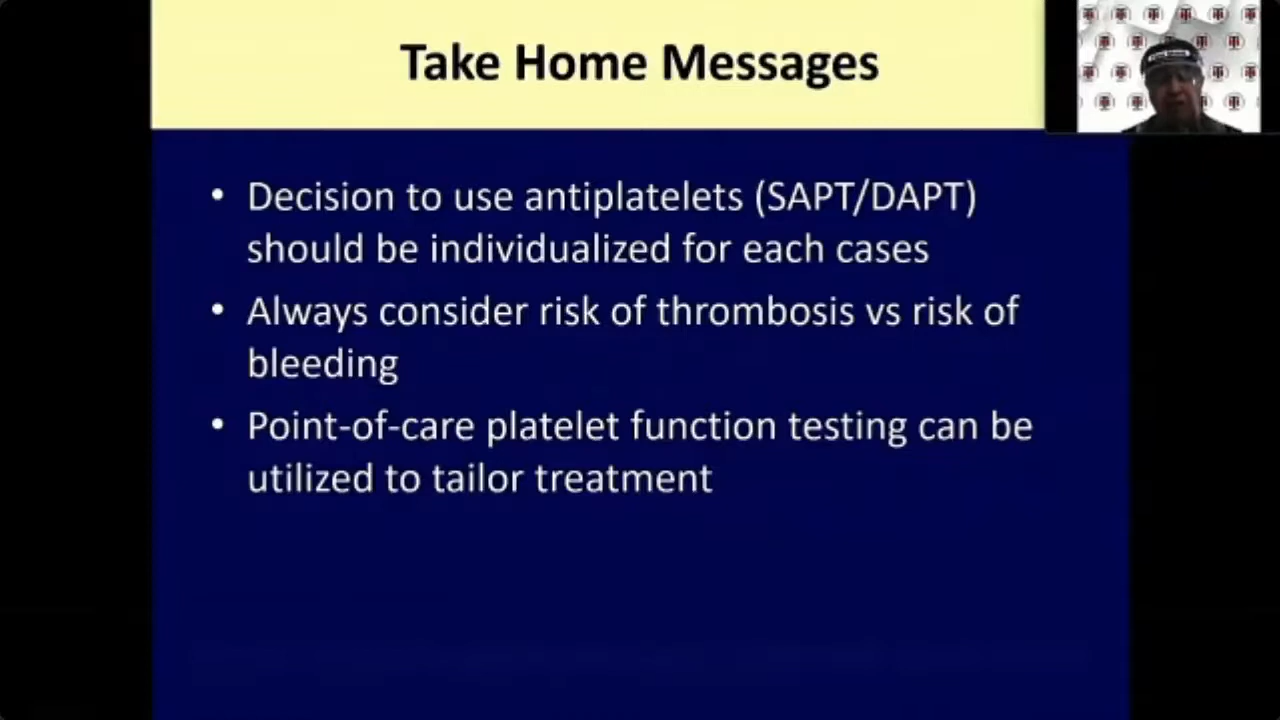 Take Home Messages
• Decision to use antiplatelets (SAPT/DAPT)
should be individualized for each cases
• Always consider risk of thrombosis vs risk of
bleeding
• Point-of-care platelet function testing can be
utilized to tailor treatment